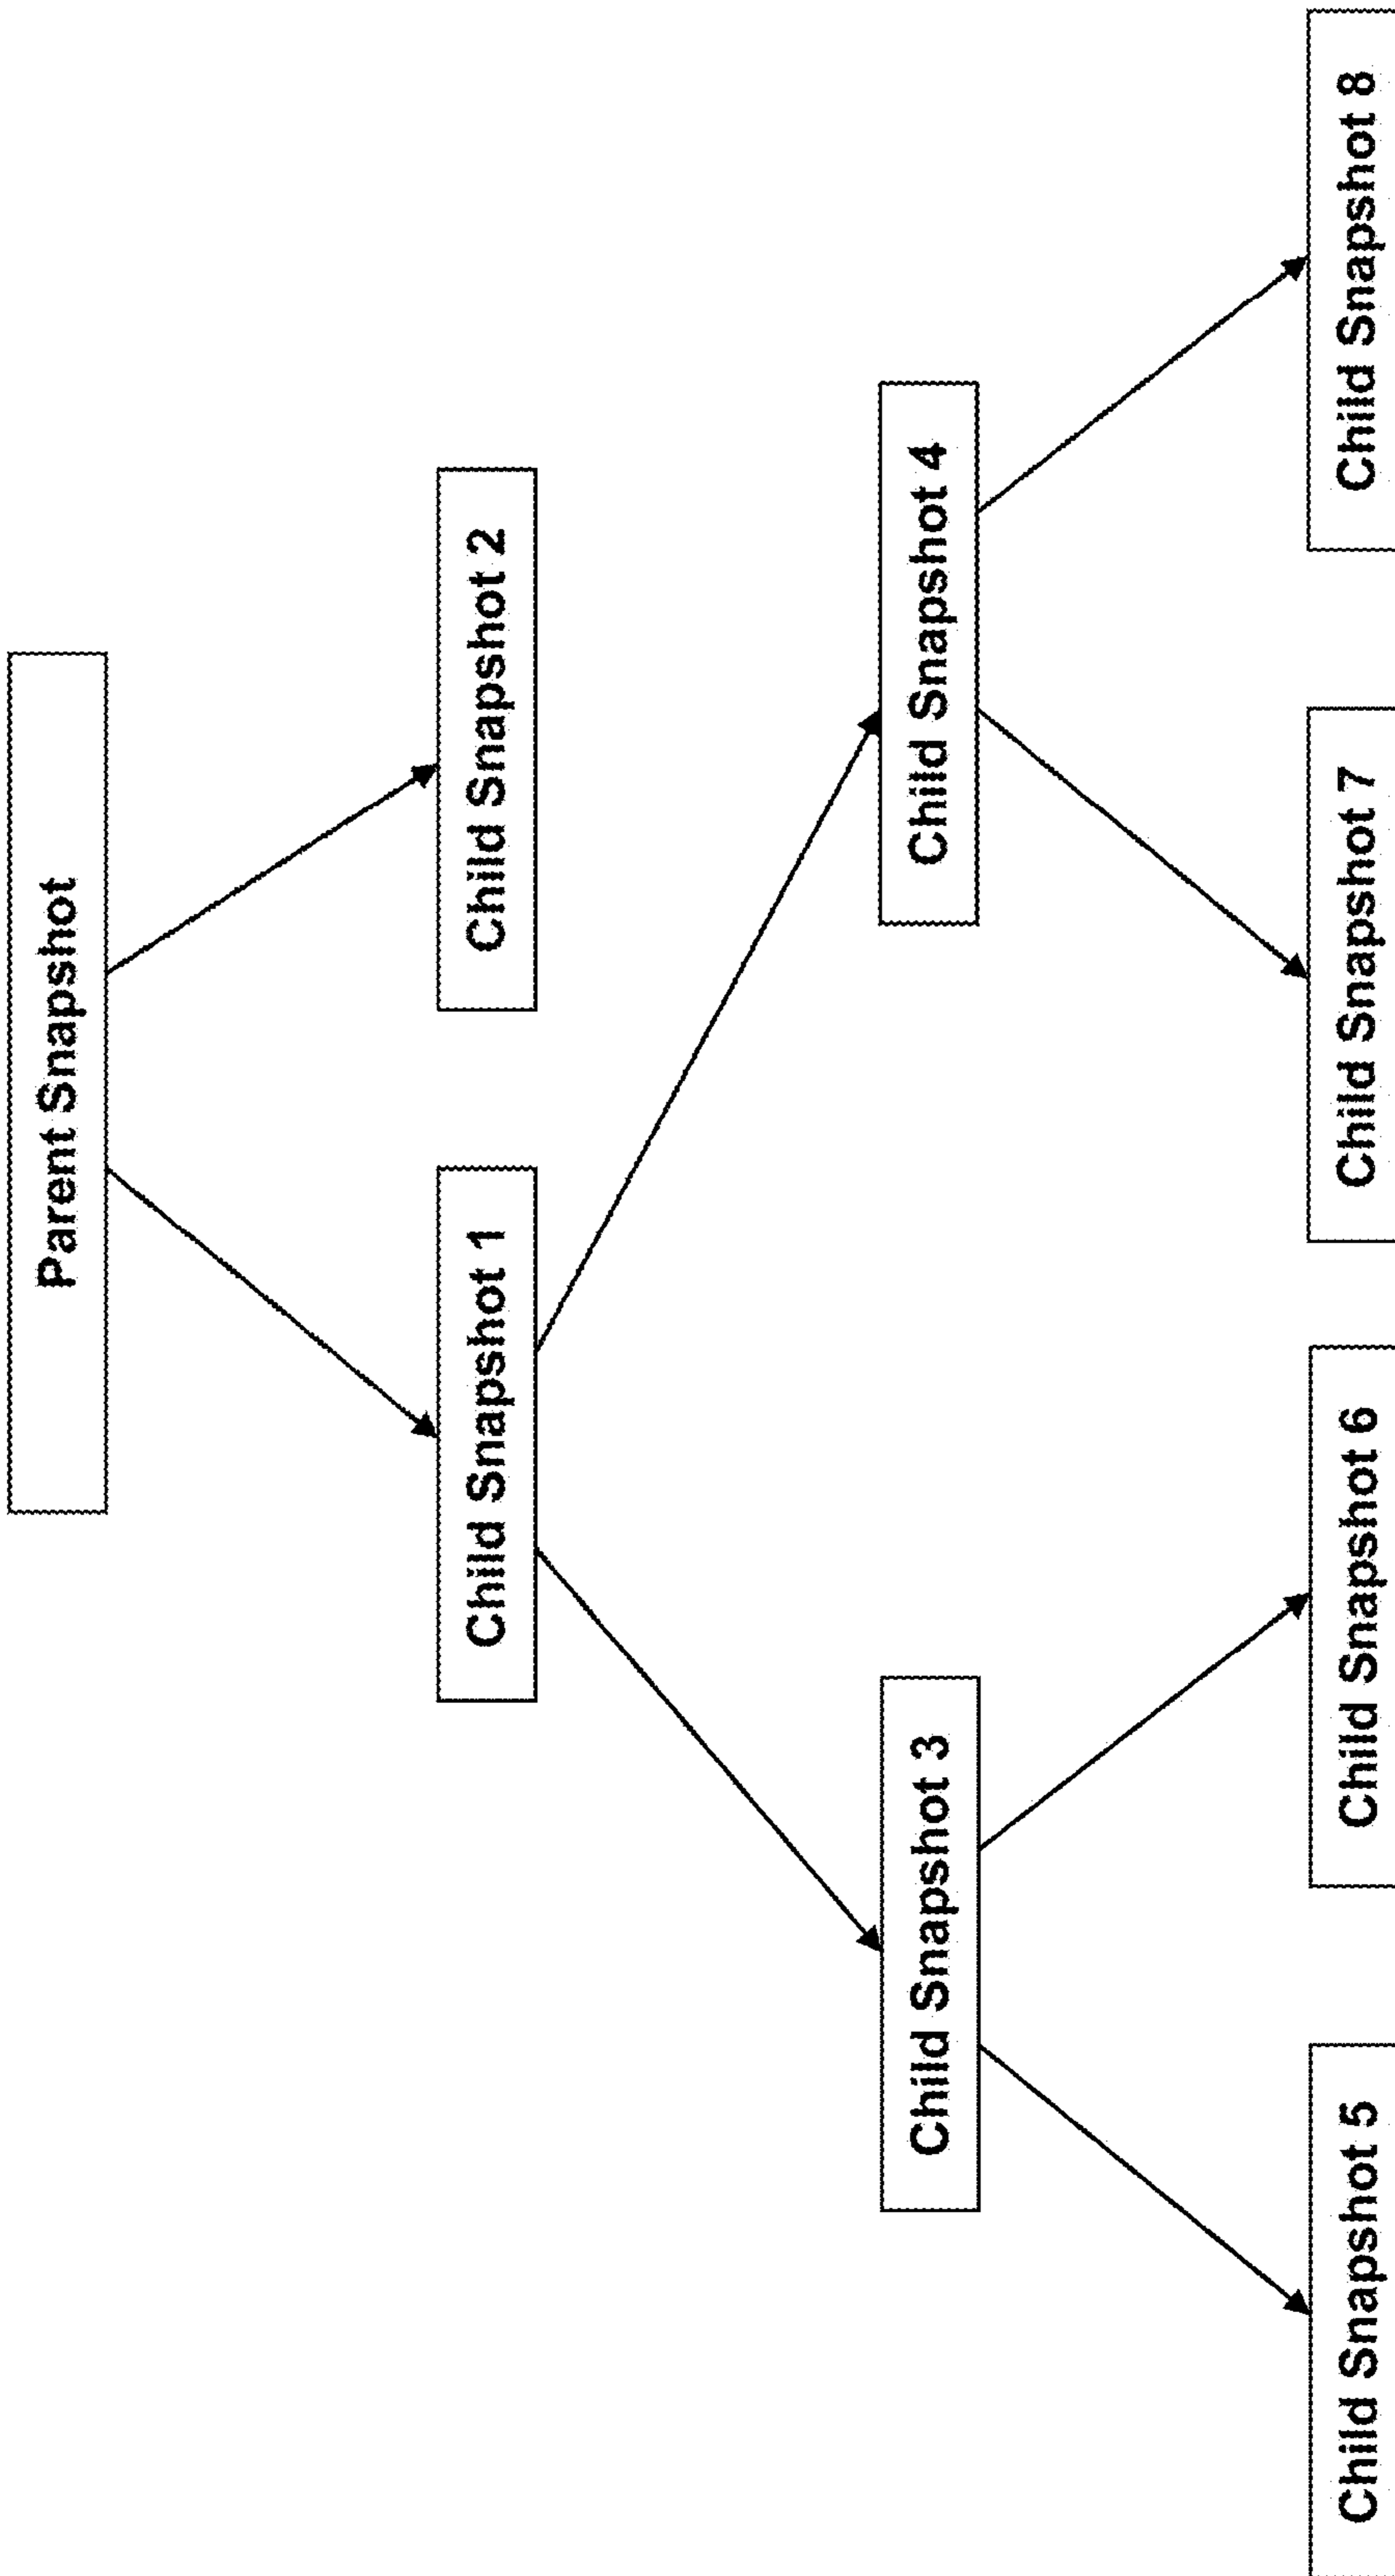 Parent Snapshot
Child Snapshot 1
Child Snapshot 2
Child Snapshot 3
Child Snapshot 4
Child Snapshot 5
Child Snapshot 6
Child Snapshot 7
Child Snapshot 8